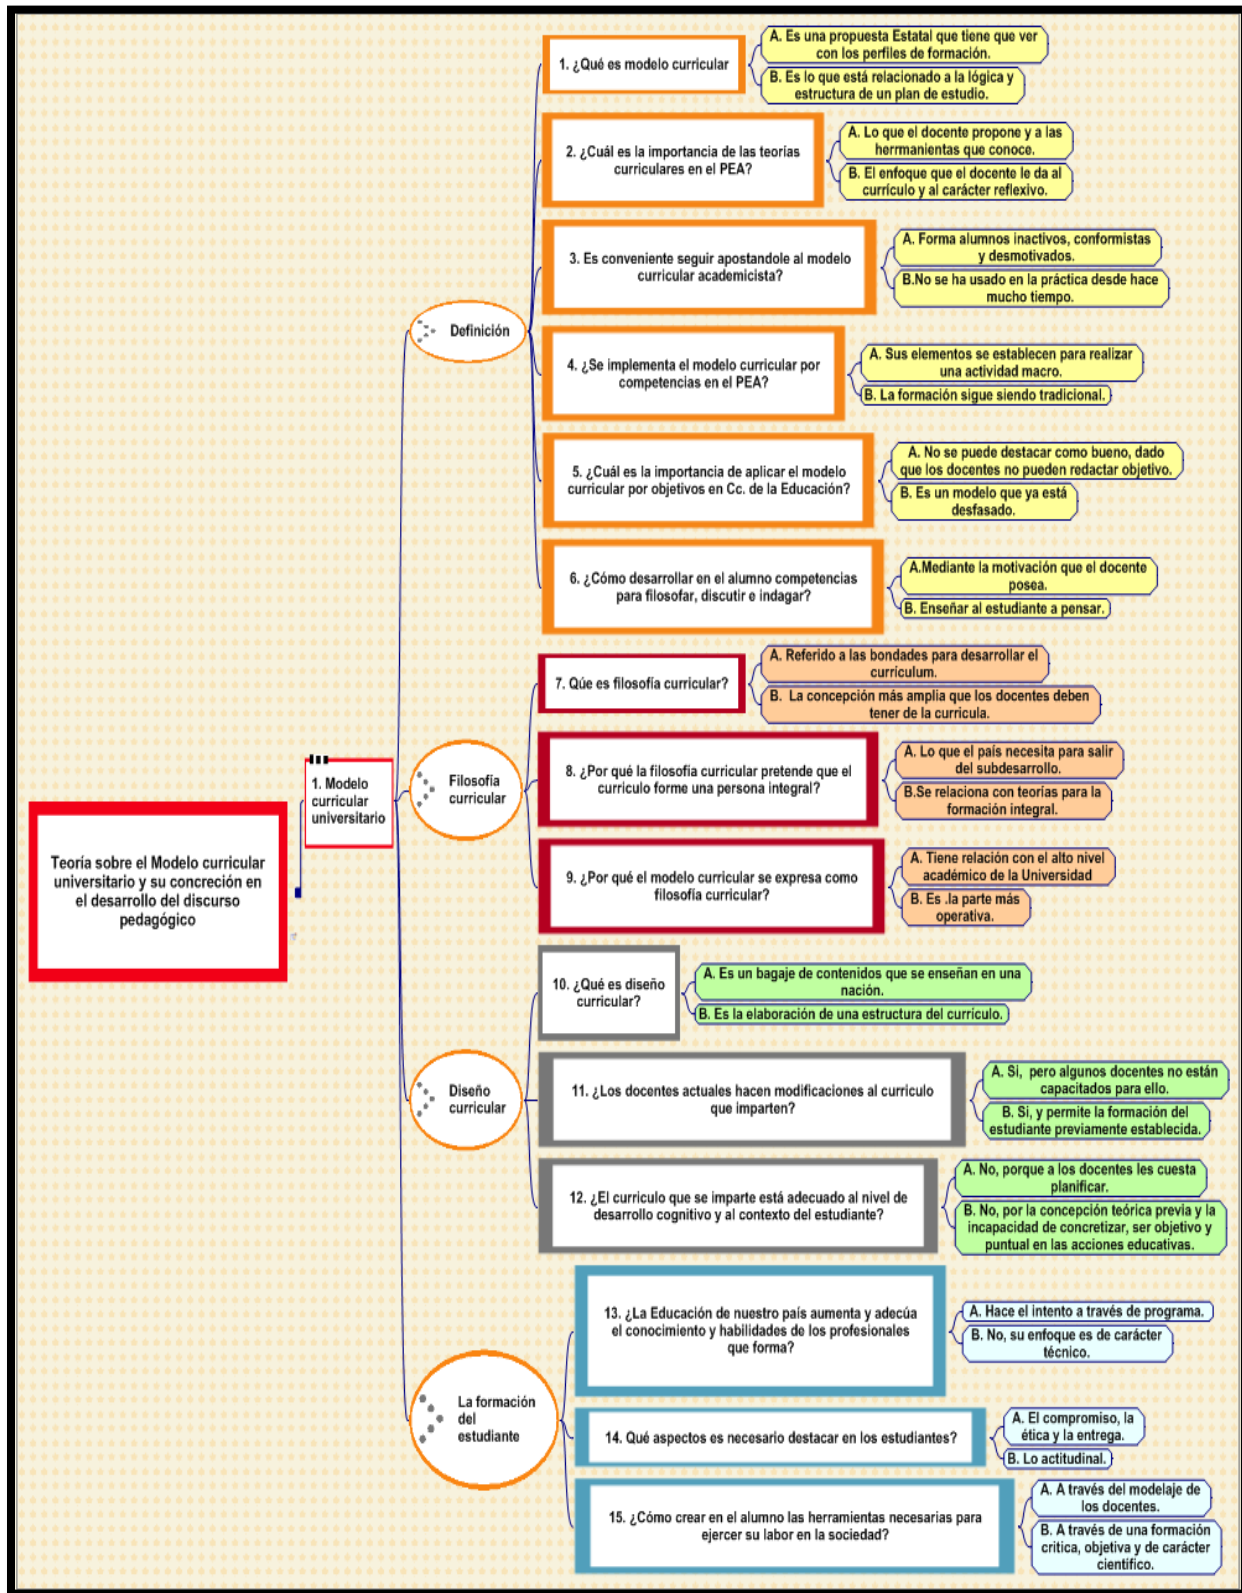 Teoría sobre el Modelo curricular
universitario y su concreción en
el desarrollo del discurso
pedagógico
1. Modelo
curricular
universitario
Definición
1. ¿Qué es modelo curricular
A. Es una propuesta Estatal que tiene que ver
con los perfiles de formación.
B. Es lo que está relacionado a la lógica y
estructura de un plan de estudio.
2. ¿Cuál es la importancia de las teorías
curriculares en el PEA?
A. Lo que el docente propone y a las
herrmanientas que conoce.
B. El enfoque que el docente le da al
currículo y al carácter reflexivo.
3. Es conveniente seguir apostandole al modelo
curricular academicista?
A. Forma alumnos inactivos, conformistas
y desmotivados.
B.No se ha usado en la práctica desde hace
mucho tiempo.
4. ¿Se implementa el modelo curricular por
competencias en el PEA?
A. Sus elementos se establecen para realizar
una actividad macro.
B. La formación sigue siendo tradicional.
5. ¿Cuál es la importancia de aplicar el modelo
curricular por objetivos en Cc. de la Educación?
A. No se puede destacar como bueno, dado
que los docentes no pueden redactar objetivo.
B. Es un modelo que ya está
desfasado.
6. ¿Cómo desarrollar en el alumno competencias
para filosofar, discutir e indagar?
A.Mediante la motivación que el docente
posea.
B. Enseñar al estudiante a pensar.
Filosofía
curricular
7. Qúe es filosofía curricular?
A. Referido a las bondades para desarrollar el
currículum.
B. La concepción más amplia que los docentes deben
tener de la curricula.
8. ¿Por qué la filosofía curricular pretende que el
curriculo forme una persona integral?
A. Lo que el país necesita para salir
del subdesarrollo.
B.Se relaciona con teorías para la
formación integral.
9. ¿Por qué el modelo curricular se expresa como
filosofía curricular?
A. Tiene relación con el alto nivel
académico de la Universidad
B. Es .la parte más
operativa.
Diseño
curricular
10. ¿Qué es diseño
curricular?
A. Es un bagaje de contenidos que se enseñan en una
nación.
B. Es la elaboración de una estructura del currículo.
11. ¿Los docentes actuales hacen modificaciones al curriculo
que imparten?
A. Si, pero algunos docentes no están
capacitados para ello.
B. Si, y permite la formación del
estudiante previamente establecida.
12. ¿El curriculo que se imparte está adecuado al nivel de
desarrollo cognitivo y al contexto del estudiante?
A. No, porque a los docentes les cuesta
planificar.
B. No, por la concepción teórica previa y la
incapacidad de concretizar, ser objetivo y
puntual en las acciones educativas.
La formación
del
estudiante
13. ¿La Educación de nuestro país aumenta y adecúa
el conocimiento y habilidades de los profesionales
que forma?
A. Hace el intento a través de programa.
B. No, su enfoque es de carácter
técnico.
14. Qué aspectos es necesario destacar en los estudiantes?
A. El compromiso, la
ética y la entrega.
B. Lo actitudinal.
15. ¿Cómo crear en el alumno las herramientas necesarias para
ejercer su labor en la sociedad?
A. A través del modelaje de
los docentes.
B. A través de una formación
critica, objetiva y de carácter
científico.